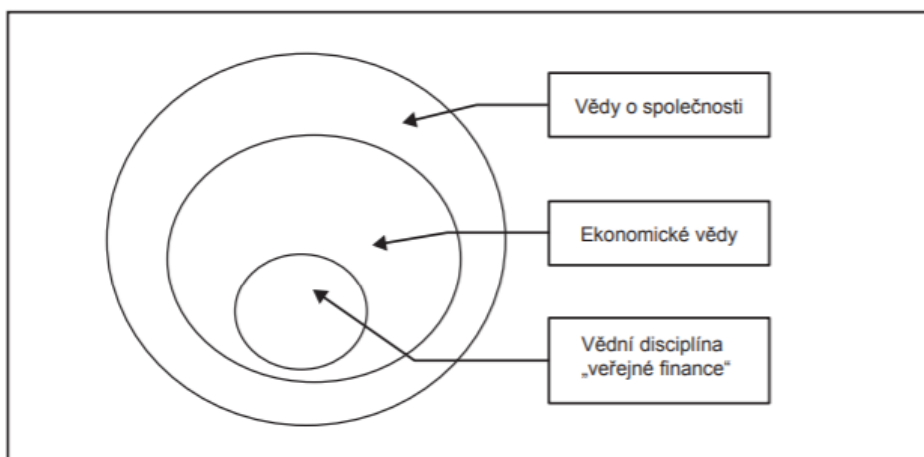 Vědy o společnosti
Ekonomické vědy
Vědní disciplína
„veřejné finance“